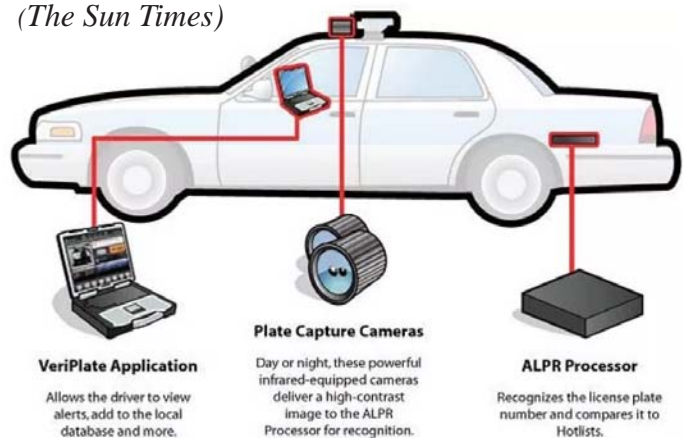 (The Sun Times)
VeriPlate Application
Allows the driver to view
alerts, add to the local
database and more.
Plate Capture Cameras
Day or night, these powerful
infrared-equipped cameras
deliver a high-contrast
image to the ALPR
Processor for recognition.
ALPR Processor
Recognizes the license plate
number and compares it to
Hotlists.